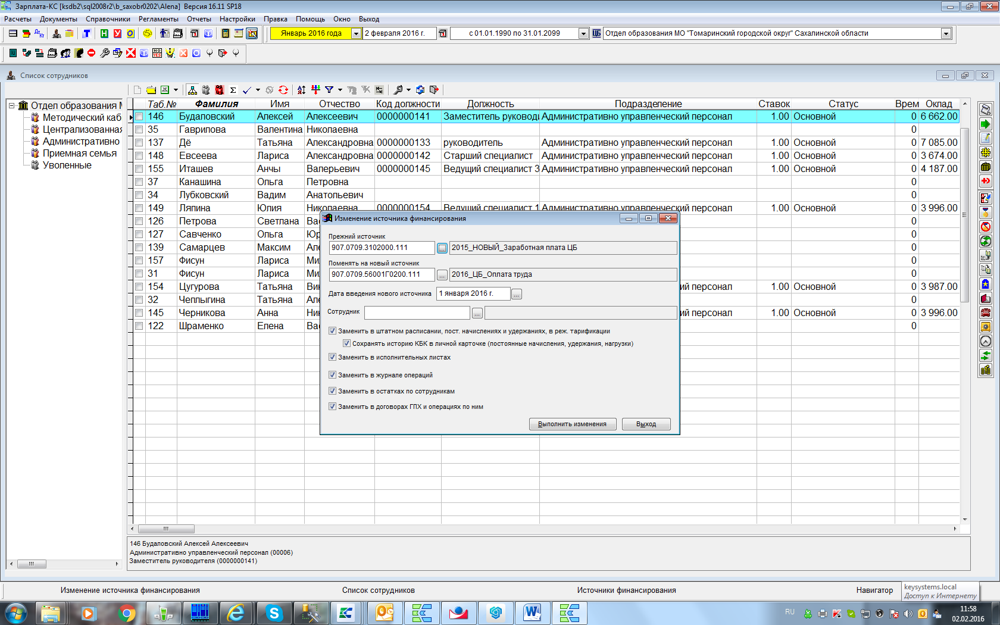 Зарплата-КС [ksdb2\sql2008r2\b_saxobr0202\Alena] Версия 16.11 SP18
Расчеты Документы Справочники Регламенты Отчеты Настройки Правка Помощь Окно Выход
Январь 2016 года 2 февраля 2016 г. с 01.01.1990 по 31.01.2099 ЦБ Отдел образования МО "Томаринский городской округ" Сахалинской области
Список сотрудников
Отдел образования М
Методический каб
Централизованная
Административно
Приемная семья
Уволенные
Таб.№ Фамилия Имя Отчество Код должности Должность Подразделение Ставок Статус Врем Оклад
146 Будаловский Алексей Алексеевич 0000000141 Заместитель руководи Административно управленческий персонал 1.00 Основной 0 6 662.00
35 Гаврилова Валентина Николаевна 0
137 Дё Татьяна Александровна 0000000133 руководитель Административно управленческий персонал 1.00 Основной 0 7 085.00
148 Евсеева Лариса Александровна 0000000142 Старший специалист Административно управленческий персонал 1.00 Основной 0 3 674.00
155 Иташев Анчы Валерьевич 0000000145 Ведущий специалист 3 Административно управленческий персонал 1.00 Основной 0 4 187.00
37 Канашина Ольга Петровна 0
34 Лубковский Вадим Анатольевич 0
149 Ляпина Юлия Николаевна 0000000154 Ведущий специалист 1 Административно управленческий персонал 1.00 Основной 0 3 996.00
126 Петрова Светлана Вас 0
127 Савченко Ольга Юр 0
139 Самарцев Максим Але 0
157 Фисун Лариса Мих 0
31 Фисун Лариса Мих 0
154 Цугурова Татьяна Вик ий персонал 1.00 Основной 0 3 987.00
32 Чеплыгина Татьяна Але 0
145 Черникова Анна Ник ий персонал 1.00 Основной 0 3 996.00
122 Шраменко Елена Вас 0
Изменение источника финансирования
Прежний источник
907.0709.3102000.111 ... 2015_НОВЫЙ_Заработная плата ЦБ
Поменять на новый источник
907.0709.56001Г0200.111 ... 2016_ЦБ_Оплата труда
Дата введения нового источника 1 января 2016 г. ...
Сотрудник ...
Заменить в штатном расписании, пост. начислениях и удержаниях, в реж. тарификации
Сохранять историю КБК в личной карточке (постоянные начисления, удержания, нагрузки)
Заменить в исполнительных листах
Заменить в журнале операций
Заменить в остатках по сотрудникам
Заменить в договорах ГПХ и операциях по ним
Выполнить изменения Выход
146 Будаловский Алексей Алексеевич
Административно управленческий персонал (00006)
Заместитель руководителя (0000000141)
Изменение источника финансирования Список сотрудников Источники финансирования Навигатор
keysystems.local
Доступ к Интернету
RU 11:58
02.02.2016